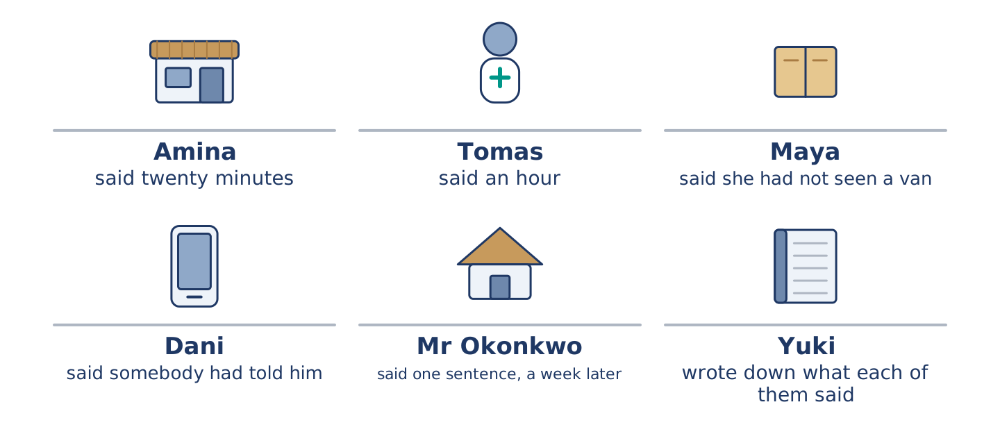 Amina
said twenty minutes
Tomas
said an hour
Maya
said she had not seen a van
Dani
said somebody had told him
Mr Okonkwo
said one sentence, a week later
Yuki
wrote down what each of
them said